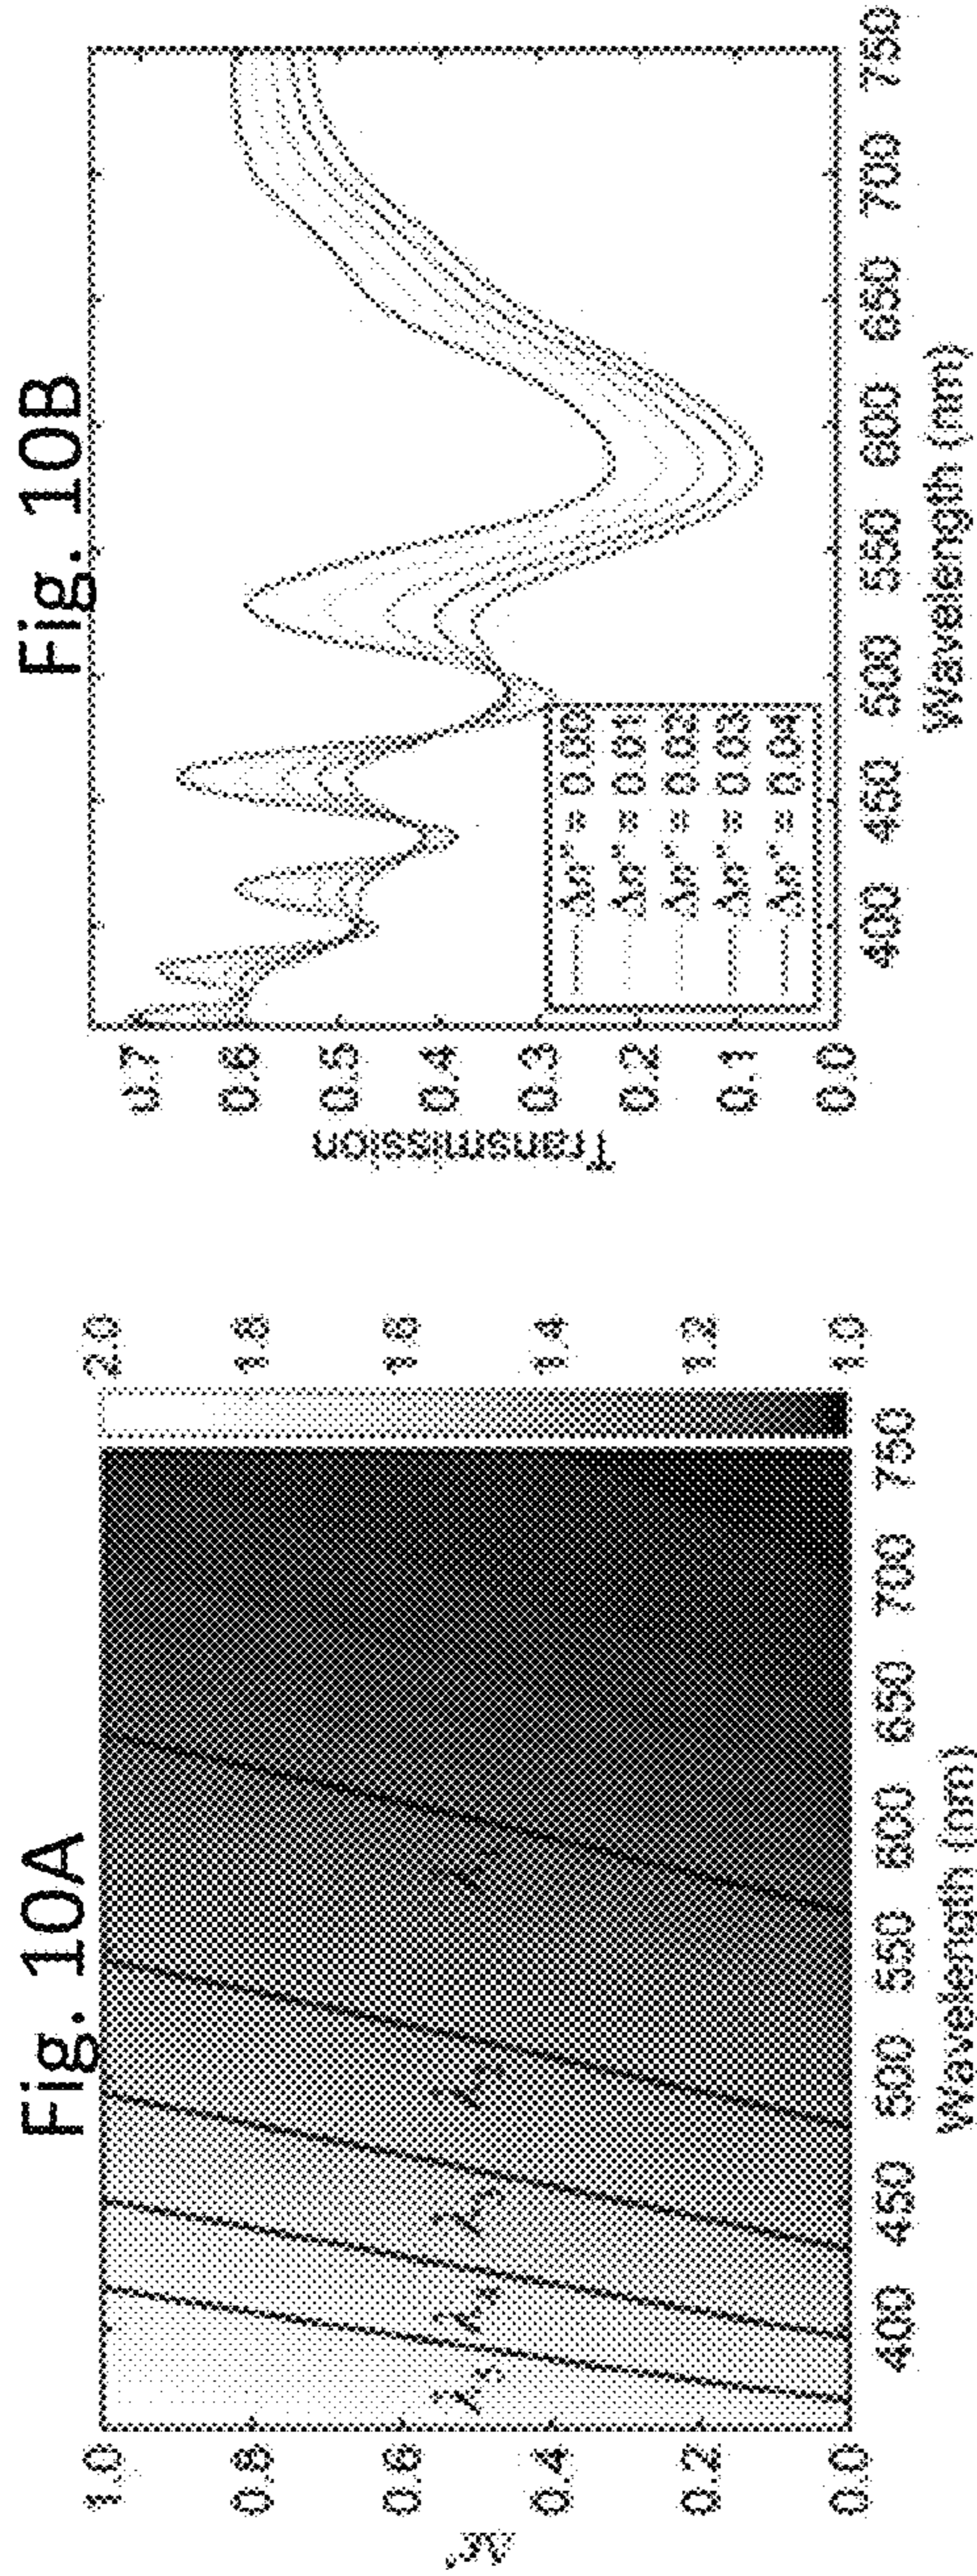 Fig. 10A
1.0
0.8
0.6
0.4
0.2
0.0
400 450 500 550 600 650 700 750
Wavelength (nm)
2.0
1.8
1.6
1.4
1.2
1.0
Fig. 10B
Transmission
0.7
0.6
0.5
0.4
0.3
0.2
0.1
0.0
Δn" = 0.00
Δn" = 0.01
Δn" = 0.02
Δn" = 0.03
Δn" = 0.04
400 450 500 550 600 650 700 750
Wavelength (nm)